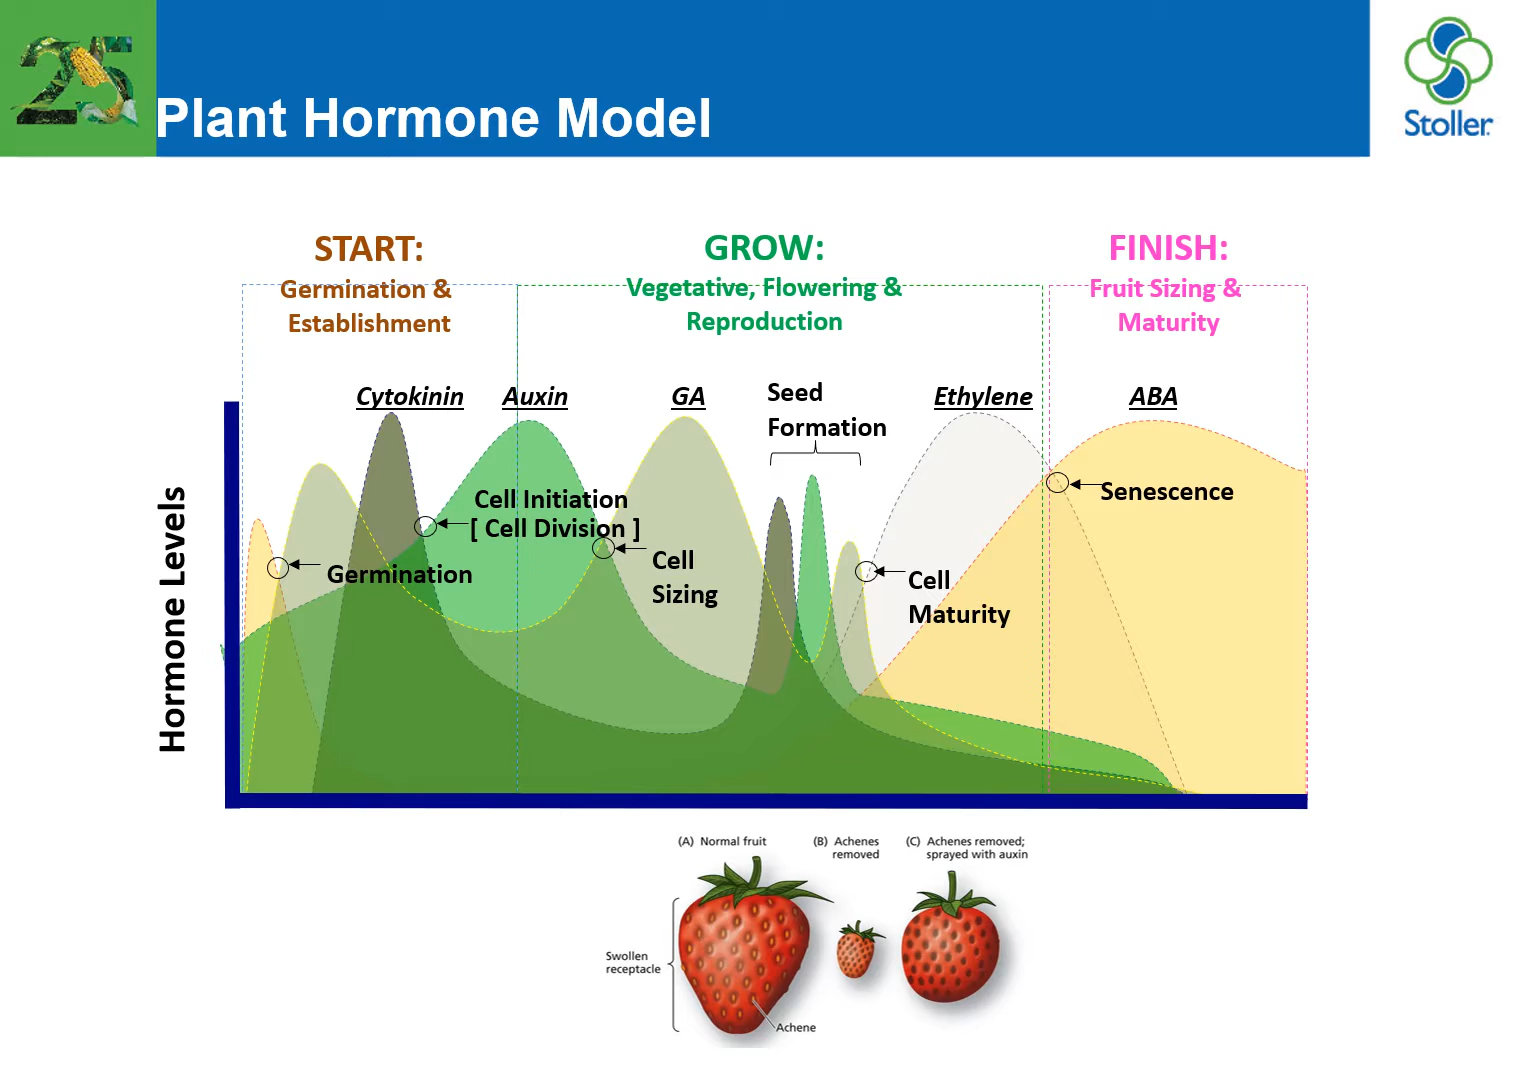 25
Plant Hormone Model
Stoller
START:
Germination &
Establishment
GROW:
Vegetative, Flowering &
Reproduction
FINISH:
Fruit Sizing &
Maturity
Cytokinin
Auxin
GA
Seed
Formation
Ethylene
ABA
Hormone Levels
Germination
Cell Initiation
[ Cell Division ]
Cell
Sizing
Cell
Maturity
Senescence
(A) Normal fruit
(B) Achenes
removed
(C) Achenes removed;
sprayed with auxin
Swollen
receptacle
Achene